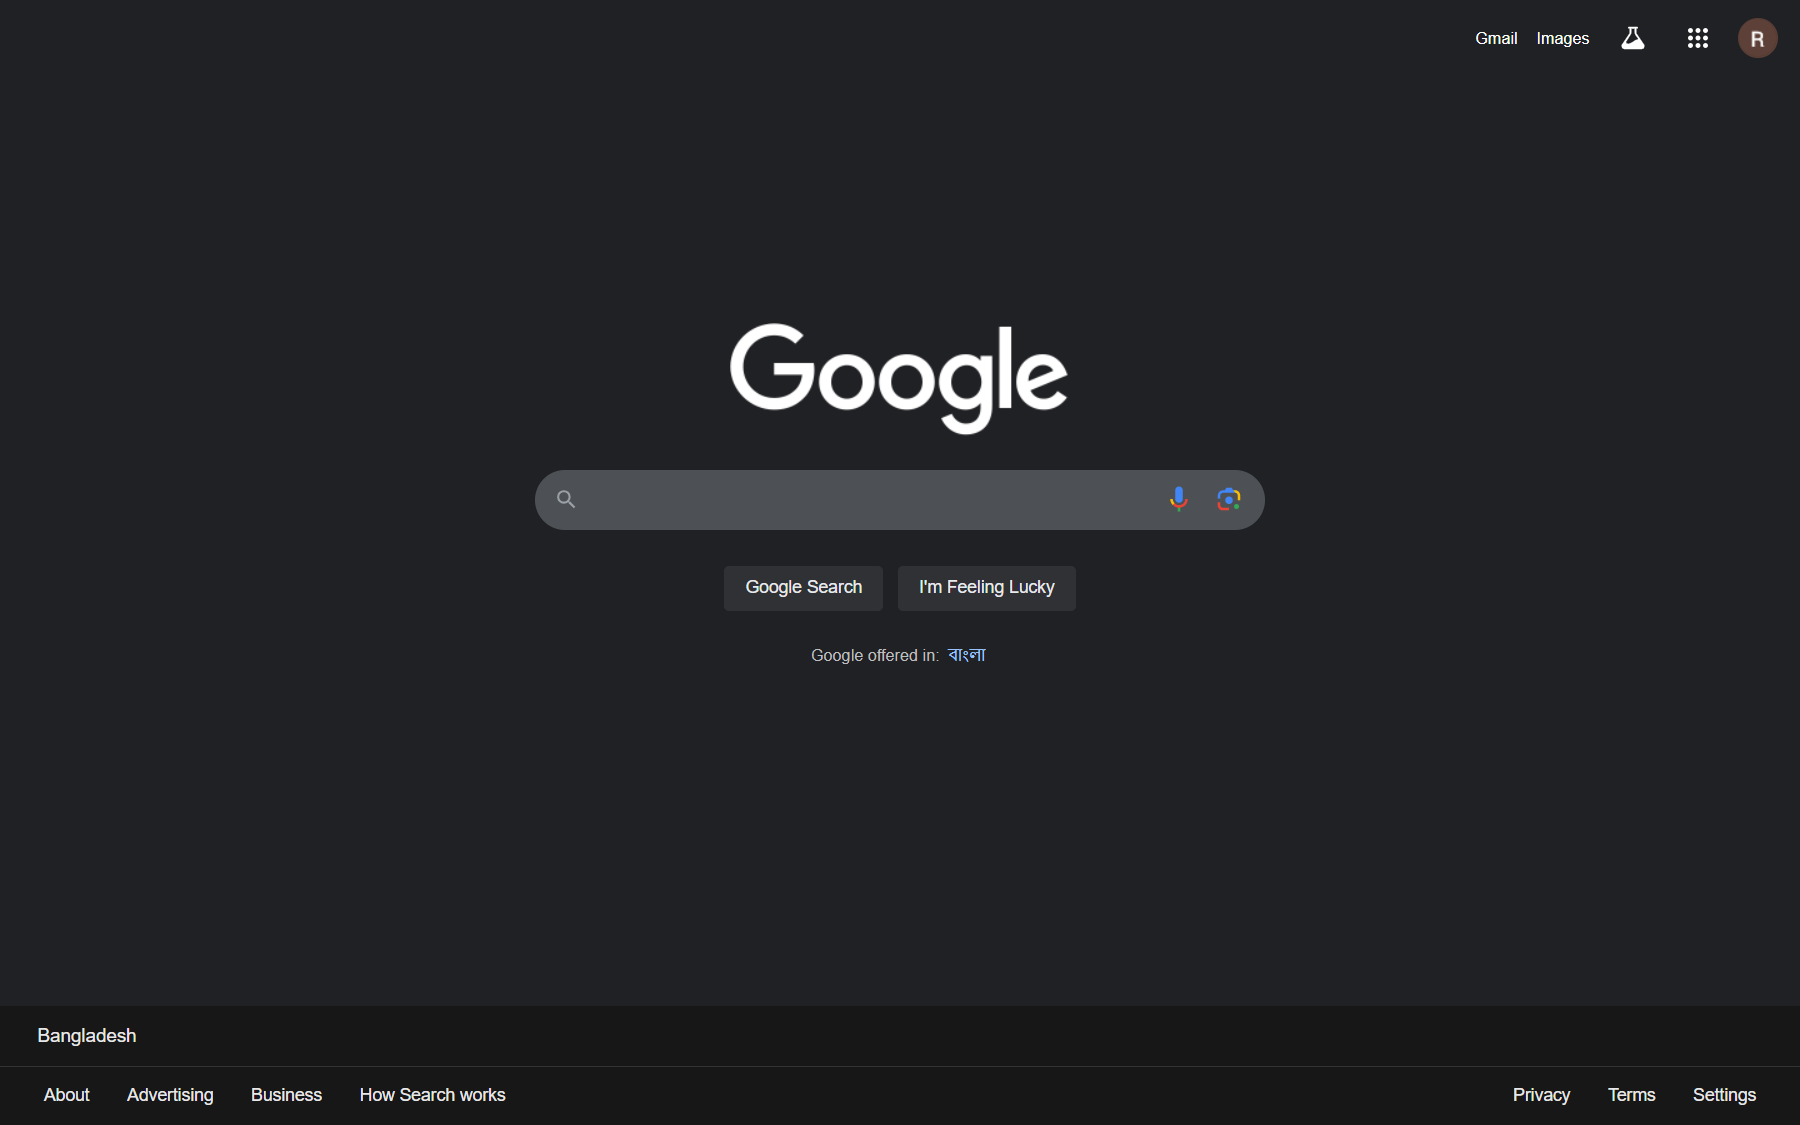 Gmail Images R
Google
Google Search I'm Feeling Lucky
Google offered in: বাংলা
Bangladesh
About Advertising Business How Search works Privacy Terms Settings